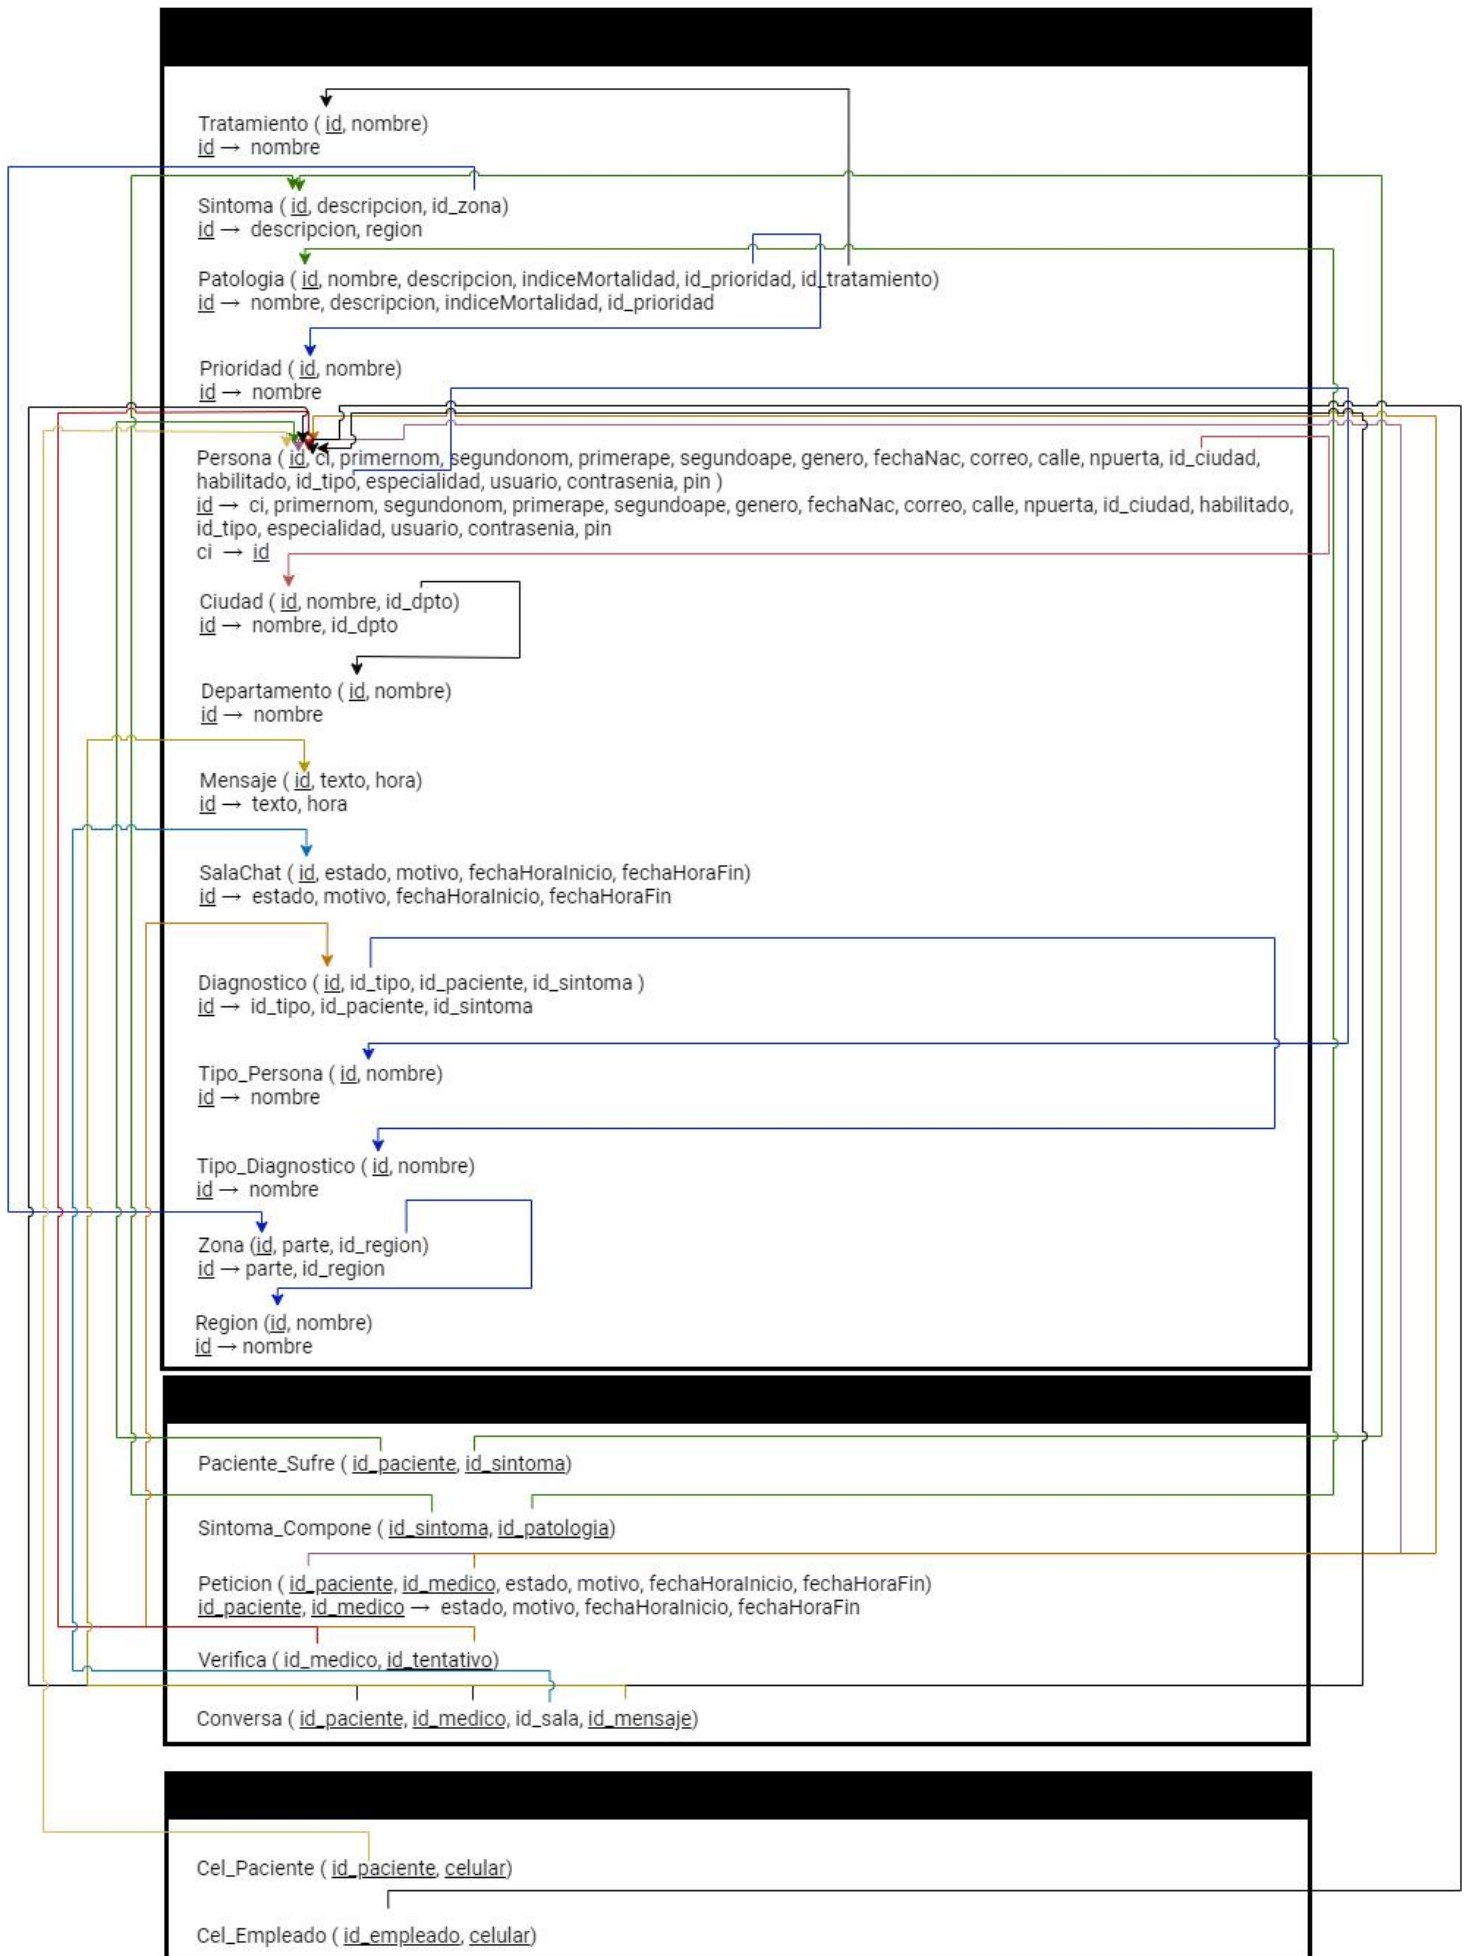 Tratamiento ( id, nombre)
id → nombre
Sintoma ( id, descripcion, id_zona)
id → descripcion, region
Patologia ( id, nombre, descripcion, indiceMortalidad, id_prioridad, id_tratamiento)
id → nombre, descripcion, indiceMortalidad, id_prioridad
Prioridad ( id, nombre)
id → nombre
Persona ( id, ci, primernom, segundonom, primerape, segundoape, genero, fechaNac, correo, calle, npuerta, id_ciudad,
habilitado, id_tipo, especialidad, usuario, contrasenia, pin )
id → ci, primernom, segundonom, primerape, segundoape, genero, fechaNac, correo, calle, npuerta, id_ciudad, habilitado,
id_tipo, especialidad, usuario, contrasenia, pin
ci → id
Ciudad ( id, nombre, id_dpto)
id → nombre, id_dpto
Departamento ( id, nombre)
id → nombre
Mensaje ( id, texto, hora)
id → texto, hora
SalaChat ( id, estado, motivo, fechaHoraInicio, fechaHoraFin)
id → estado, motivo, fechaHoraInicio, fechaHoraFin
Diagnostico ( id, id_tipo, id_paciente, id_sintoma )
id → id_tipo, id_paciente, id_sintoma
Tipo_Persona ( id, nombre)
id → nombre
Tipo_Diagnostico ( id, nombre)
id → nombre
Zona (id, parte, id_region)
id → parte, id_region
Region (id, nombre)
id → nombre
Paciente_Sufre ( id_paciente, id_sintoma)
Sintoma_Compone ( id_sintoma, id_patologia)
Peticion ( id_paciente, id_medico, estado, motivo, fechaHoraInicio, fechaHoraFin)
id_paciente, id_medico → estado, motivo, fechaHoraInicio, fechaHoraFin
Verifica ( id_medico, id_tentativo)
Conversa ( id_paciente, id_medico, id_sala, id_mensaje)
Cel_Paciente ( id_paciente, celular)
Cel_Empleado ( id_empleado, celular)